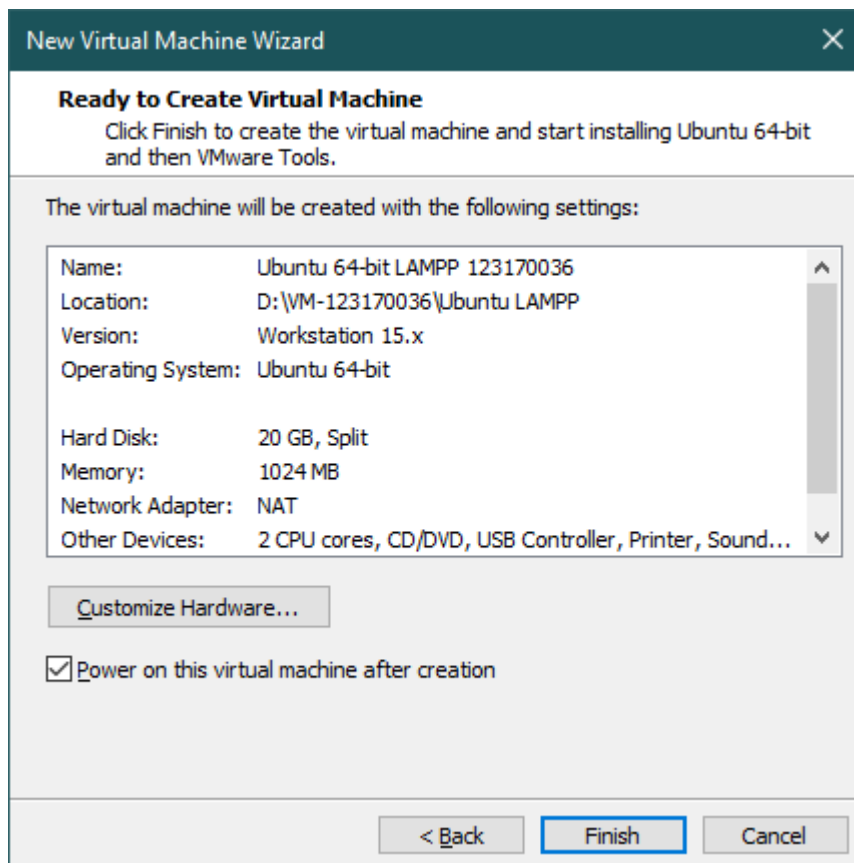 New Virtual Machine Wizard
Ready to Create Virtual Machine
Click Finish to create the virtual machine and start installing Ubuntu 64-bit
and then VMware Tools.
The virtual machine will be created with the following settings:
Name: Ubuntu 64-bit LAMPP 123170036
Location: D:\VM-123170036\Ubuntu LAMPP
Version: Workstation 15.x
Operating System: Ubuntu 64-bit
Hard Disk: 20 GB, Split
Memory: 1024 MB
Network Adapter: NAT
Other Devices: 2 CPU cores, CD/DVD, USB Controller, Printer, Sound...
Customize Hardware...
Power on this virtual machine after creation
< Back Finish Cancel